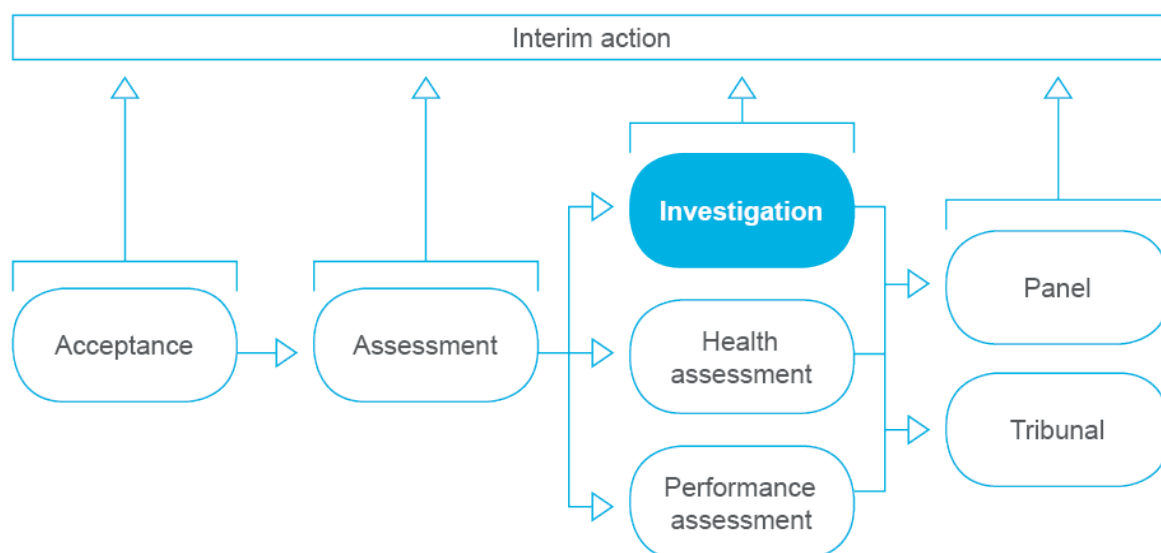 Interim action
Acceptance
Assessment
Investigation
Health
assessment
Performance
assessment
Panel
Tribunal